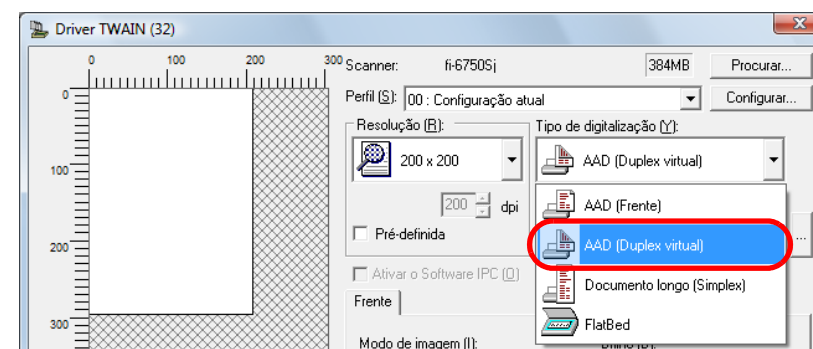 Driver TWAIN (32)
0 100 200 300
Scanner: fi-6750Sj 384MB Procurar...
Perfil (S): 00 : Configuração atual Configurar...
Resolução (R): Tipo de digitalização (Y):
200 x 200 AAD (Duplex virtual)
200 dpi AAD (Frente)
Pré-definida AAD (Duplex virtual) ...
Ativar o Software IPC (O) Documento longo (Simplex)
Frente FlatBed
Modo de imagem (I):
0
100
200
300